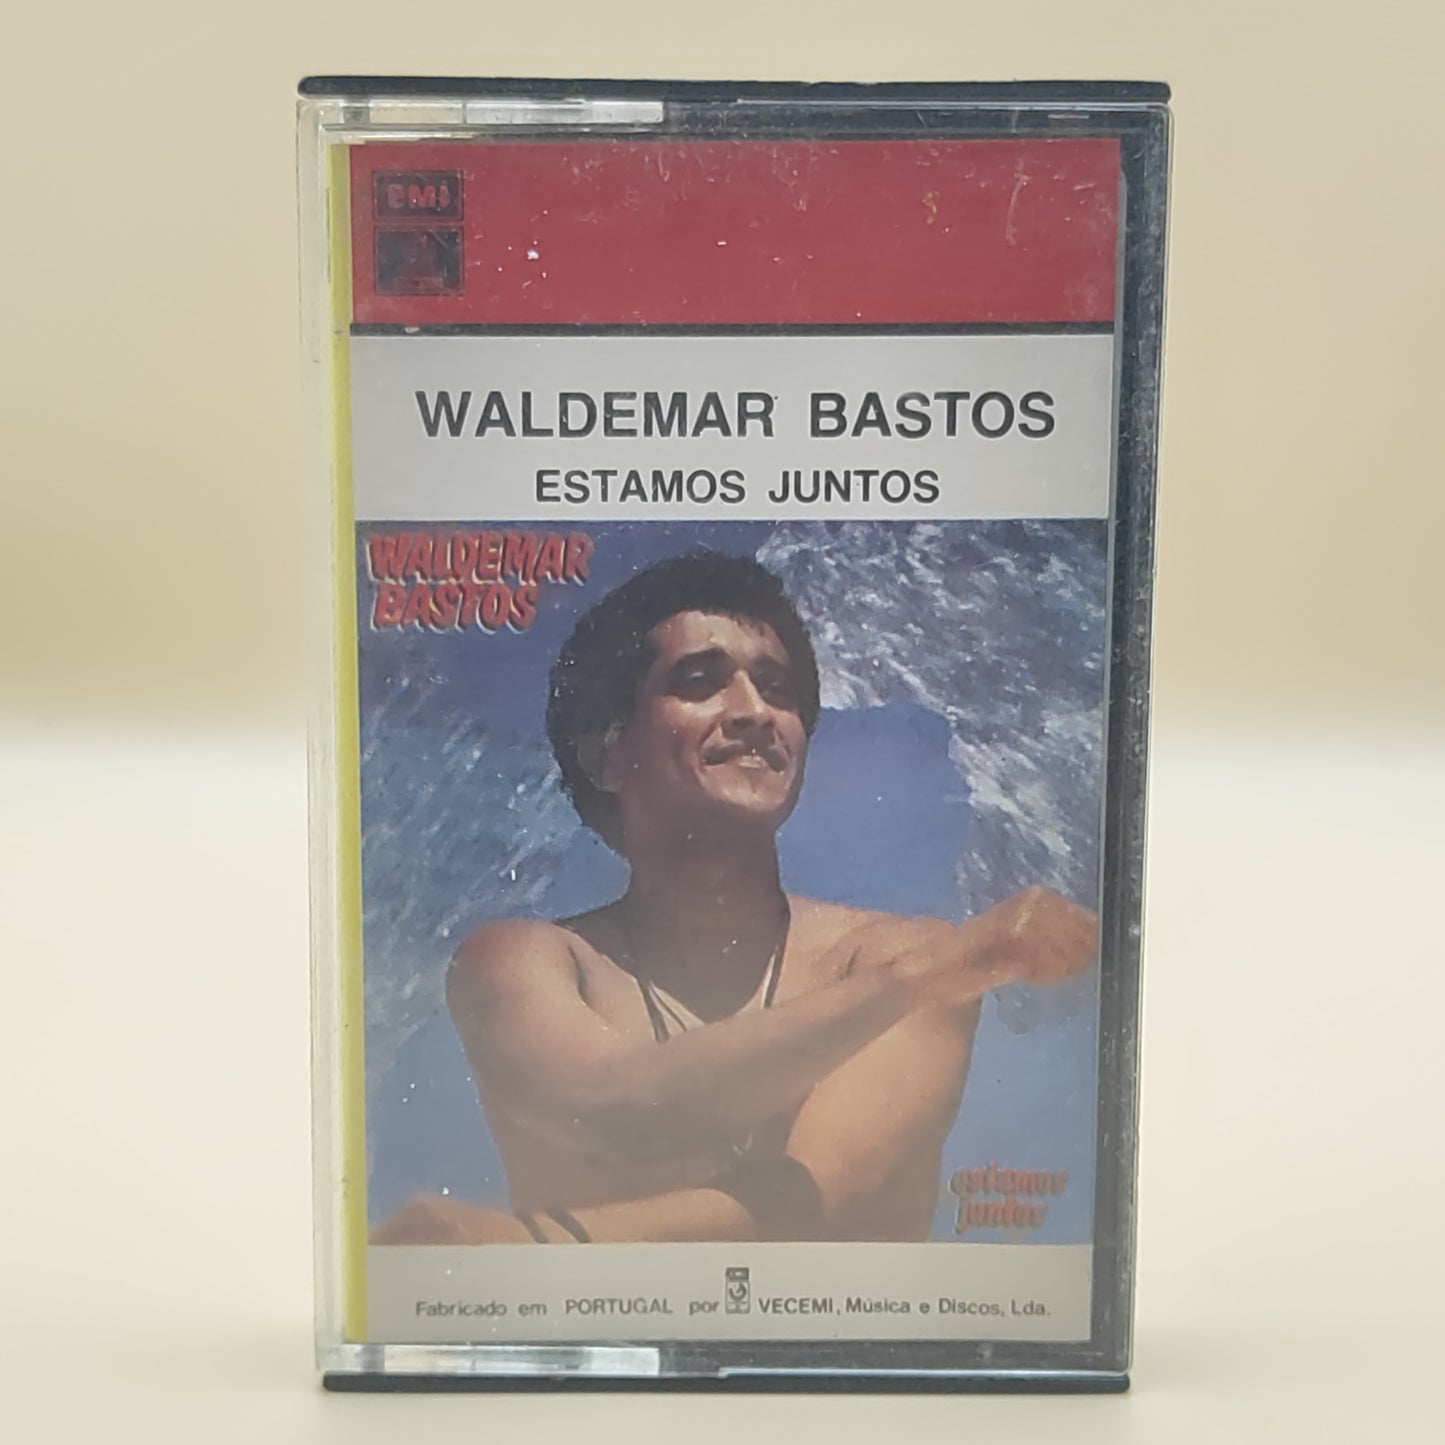 EMI
WALDEMAR BASTOS
ESTAMOS JUNTOS
WALDEMAR
BASTOS
estamos
juntos
Fabricado em PORTUGAL por VECEMI, Música e Discos, Lda.